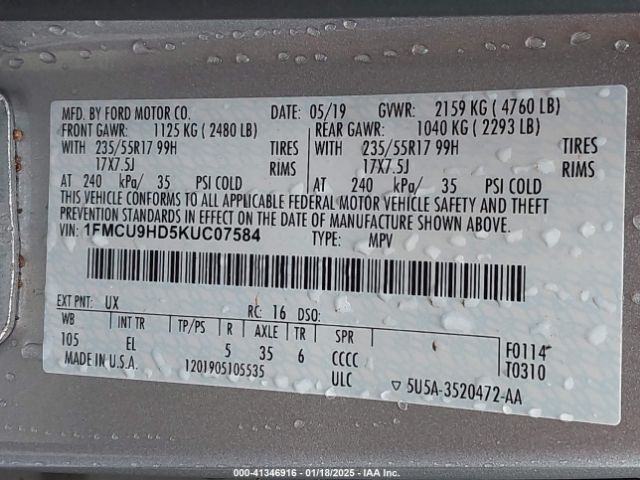 MFD. BY FORD MOTOR CO. DATE: 05/19 GVWR: 2159 KG ( 4760 LB)
FRONT GAWR: 1125 KG ( 2480 LB) REAR GAWR: 1040 KG ( 2293 LB)
WITH 235/55R17 99H TIRES WITH 235/55R17 99H TIRES
17X7.5J RIMS 17X7.5J RIMS
AT 240 kPa/ 35 PSI COLD AT 240 kPa/ 35 PSI COLD
THIS VEHICLE CONFORMS TO ALL APPLICABLE FEDERAL MOTOR VEHICLE SAFETY AND THEFT
PREVENTION STANDARDS IN EFFECT ON THE DATE OF MANUFACTURE SHOWN ABOVE.
VIN: 1FMCU9HD5KUC07584 TYPE: MPV
EXT PNT: UX RC: 16 DSO:
WB INT TR TP/PS R AXLE TR SPR
105 EL 5 35 6 CCCC F0114
MADE IN U.S.A. 1201905105535 ULC T0310
▽ 5U5A-3520472-AA
000-41346916 - 01/18/2025 - IAA Inc.